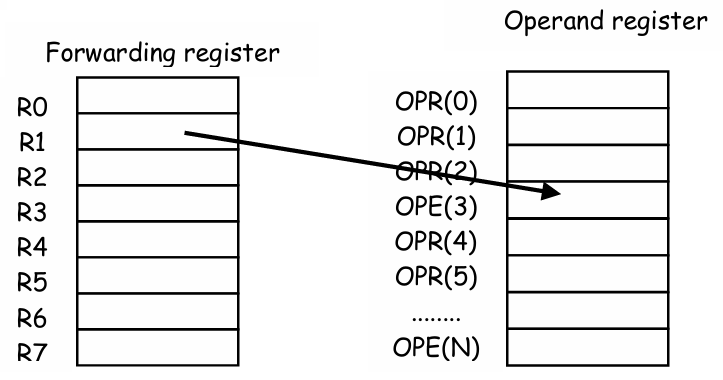 Operand register
Forwarding register
R0
R1
R2
R3
R4
R5
R6
R7
OPR(0)
OPR(1)
OPR(2)
OPE(3)
OPR(4)
OPR(5)
........
OPE(N)